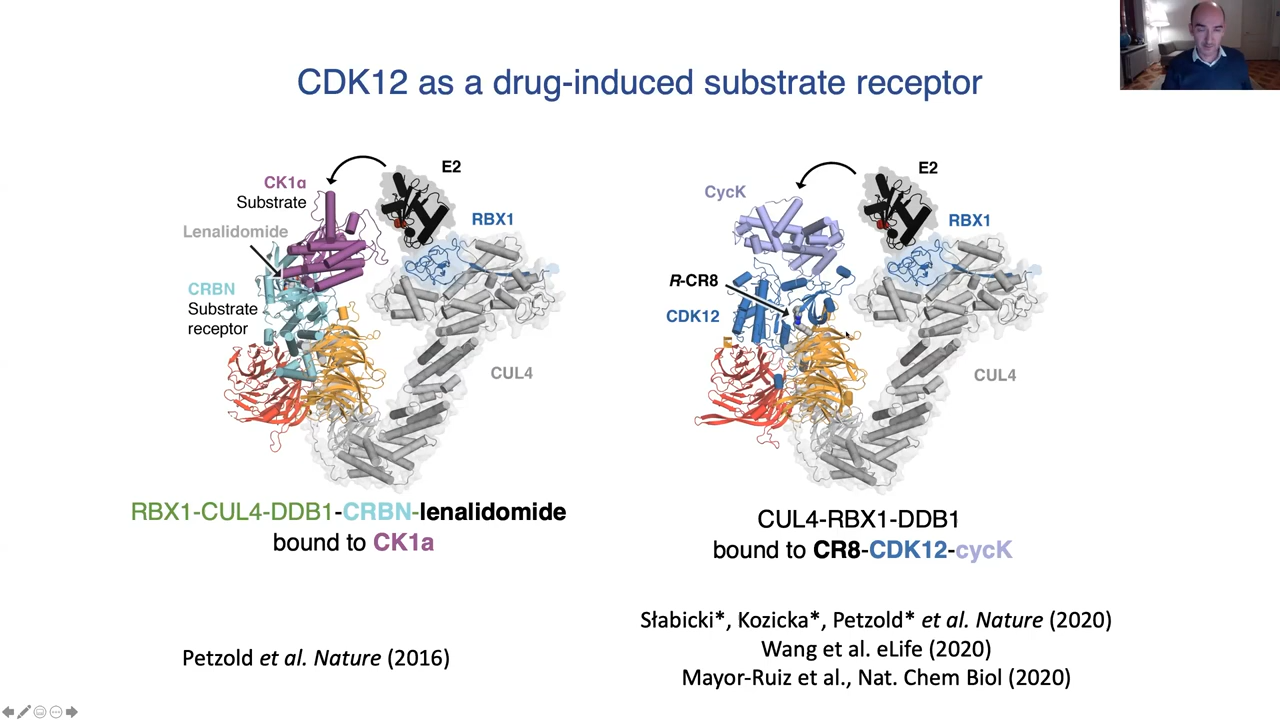 CDK12 as a drug-induced substrate receptor
CK1α
Substrate
Lenalidomide
CRBN
Substrate
receptor
E2
RBX1
CUL4
RBX1-CUL4-DDB1-CRBN-lenalidomide
bound to CK1a
Petzold et al. Nature (2016)
CycK
R-CR8
CDK12
E2
RBX1
CUL4
CUL4-RBX1-DDB1
bound to CR8-CDK12-cycK
Słabicki*, Kozicka*, Petzold* et al. Nature (2020)
Wang et al. eLife (2020)
Mayor-Ruiz et al., Nat. Chem Biol (2020)